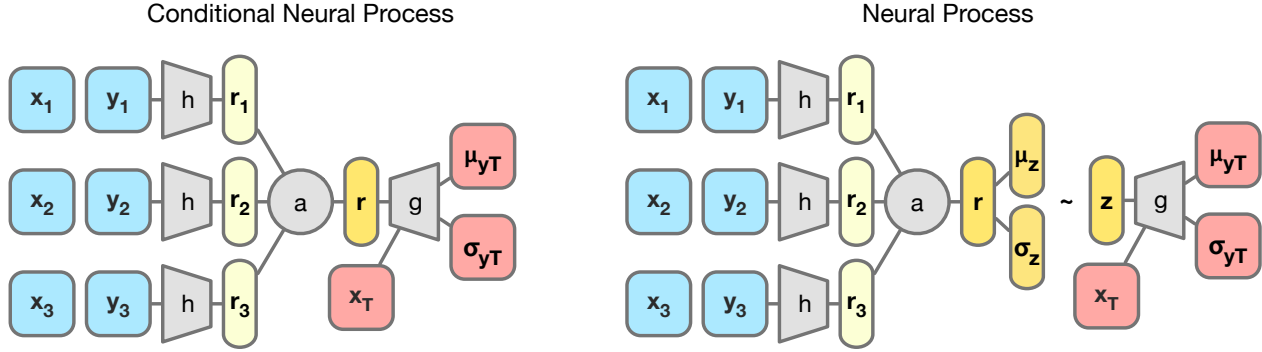 Conditional Neural Process
x1 y1 h r1
x2 y2 h r2
x3 y3 h r3
a r g
μyT
σyT
xT
Neural Process
x1 y1 h r1
x2 y2 h r2
x3 y3 h r3
a r
μz
σz
~ z g
μyT
σyT
xT